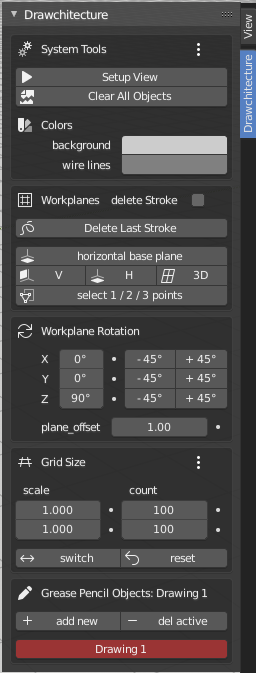 Drawchitecture
View
Drawchitecture
System Tools
Setup View
Clear All Objects
Colors
background
wire lines
Workplanes delete Stroke
Delete Last Stroke
horizontal base plane
V H 3D
select 1 / 2 / 3 points
Workplane Rotation
X 0° - 45° + 45°
Y 0° - 45° + 45°
Z 90° - 45° + 45°
plane_offset 1.00
Grid Size
scale count
1.000 100
1.000 100
switch reset
Grease Pencil Objects: Drawing 1
+ add new − del active
Drawing 1